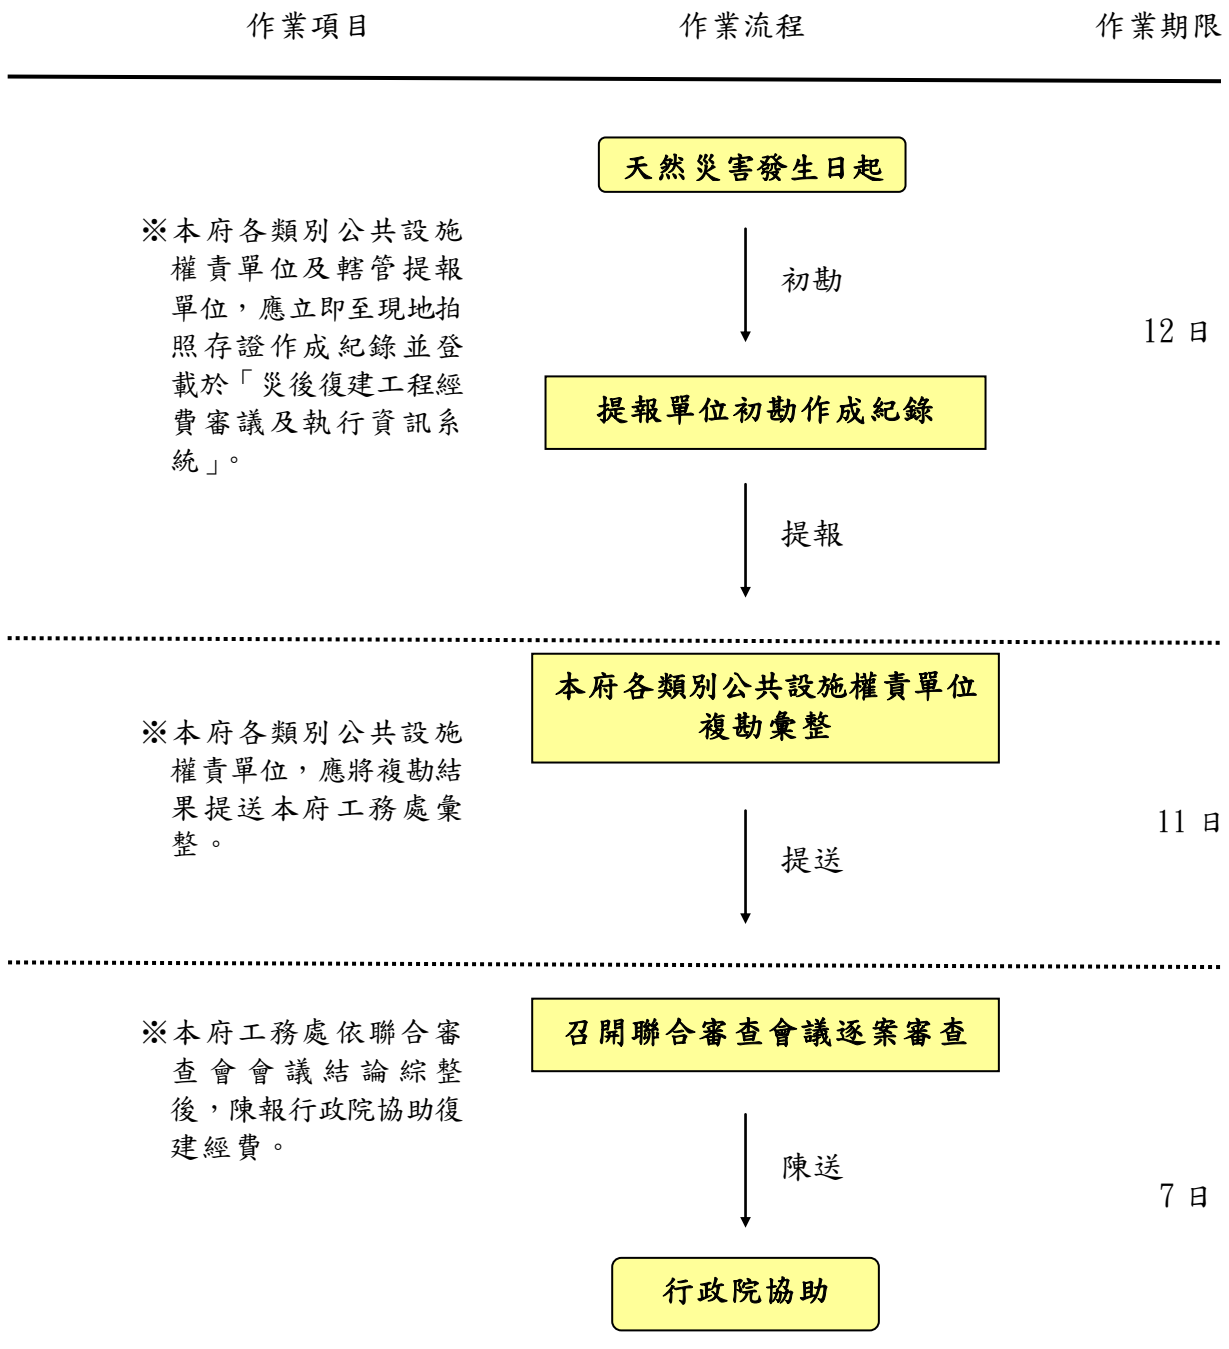 作業項目 作業流程 作業期限
天然災害發生日起
※本府各類別公共設施
權責單位及轄管提報
單位，應立即至現地拍
照存證作成紀錄並登
載於「災後復建工程經
費審議及執行資訊系
統」。
初勘
12 日
提報單位初勘作成紀錄
提報
本府各類別公共設施權責單位
複勘彙整
※本府各類別公共設施
權責單位，應將複勘結
果提送本府工務處彙
整。
提送
11 日
召開聯合審查會議逐案審查
※本府工務處依聯合審
查會會議結論綜整
後，陳報行政院協助復
建經費。
陳送
7 日
行政院協助